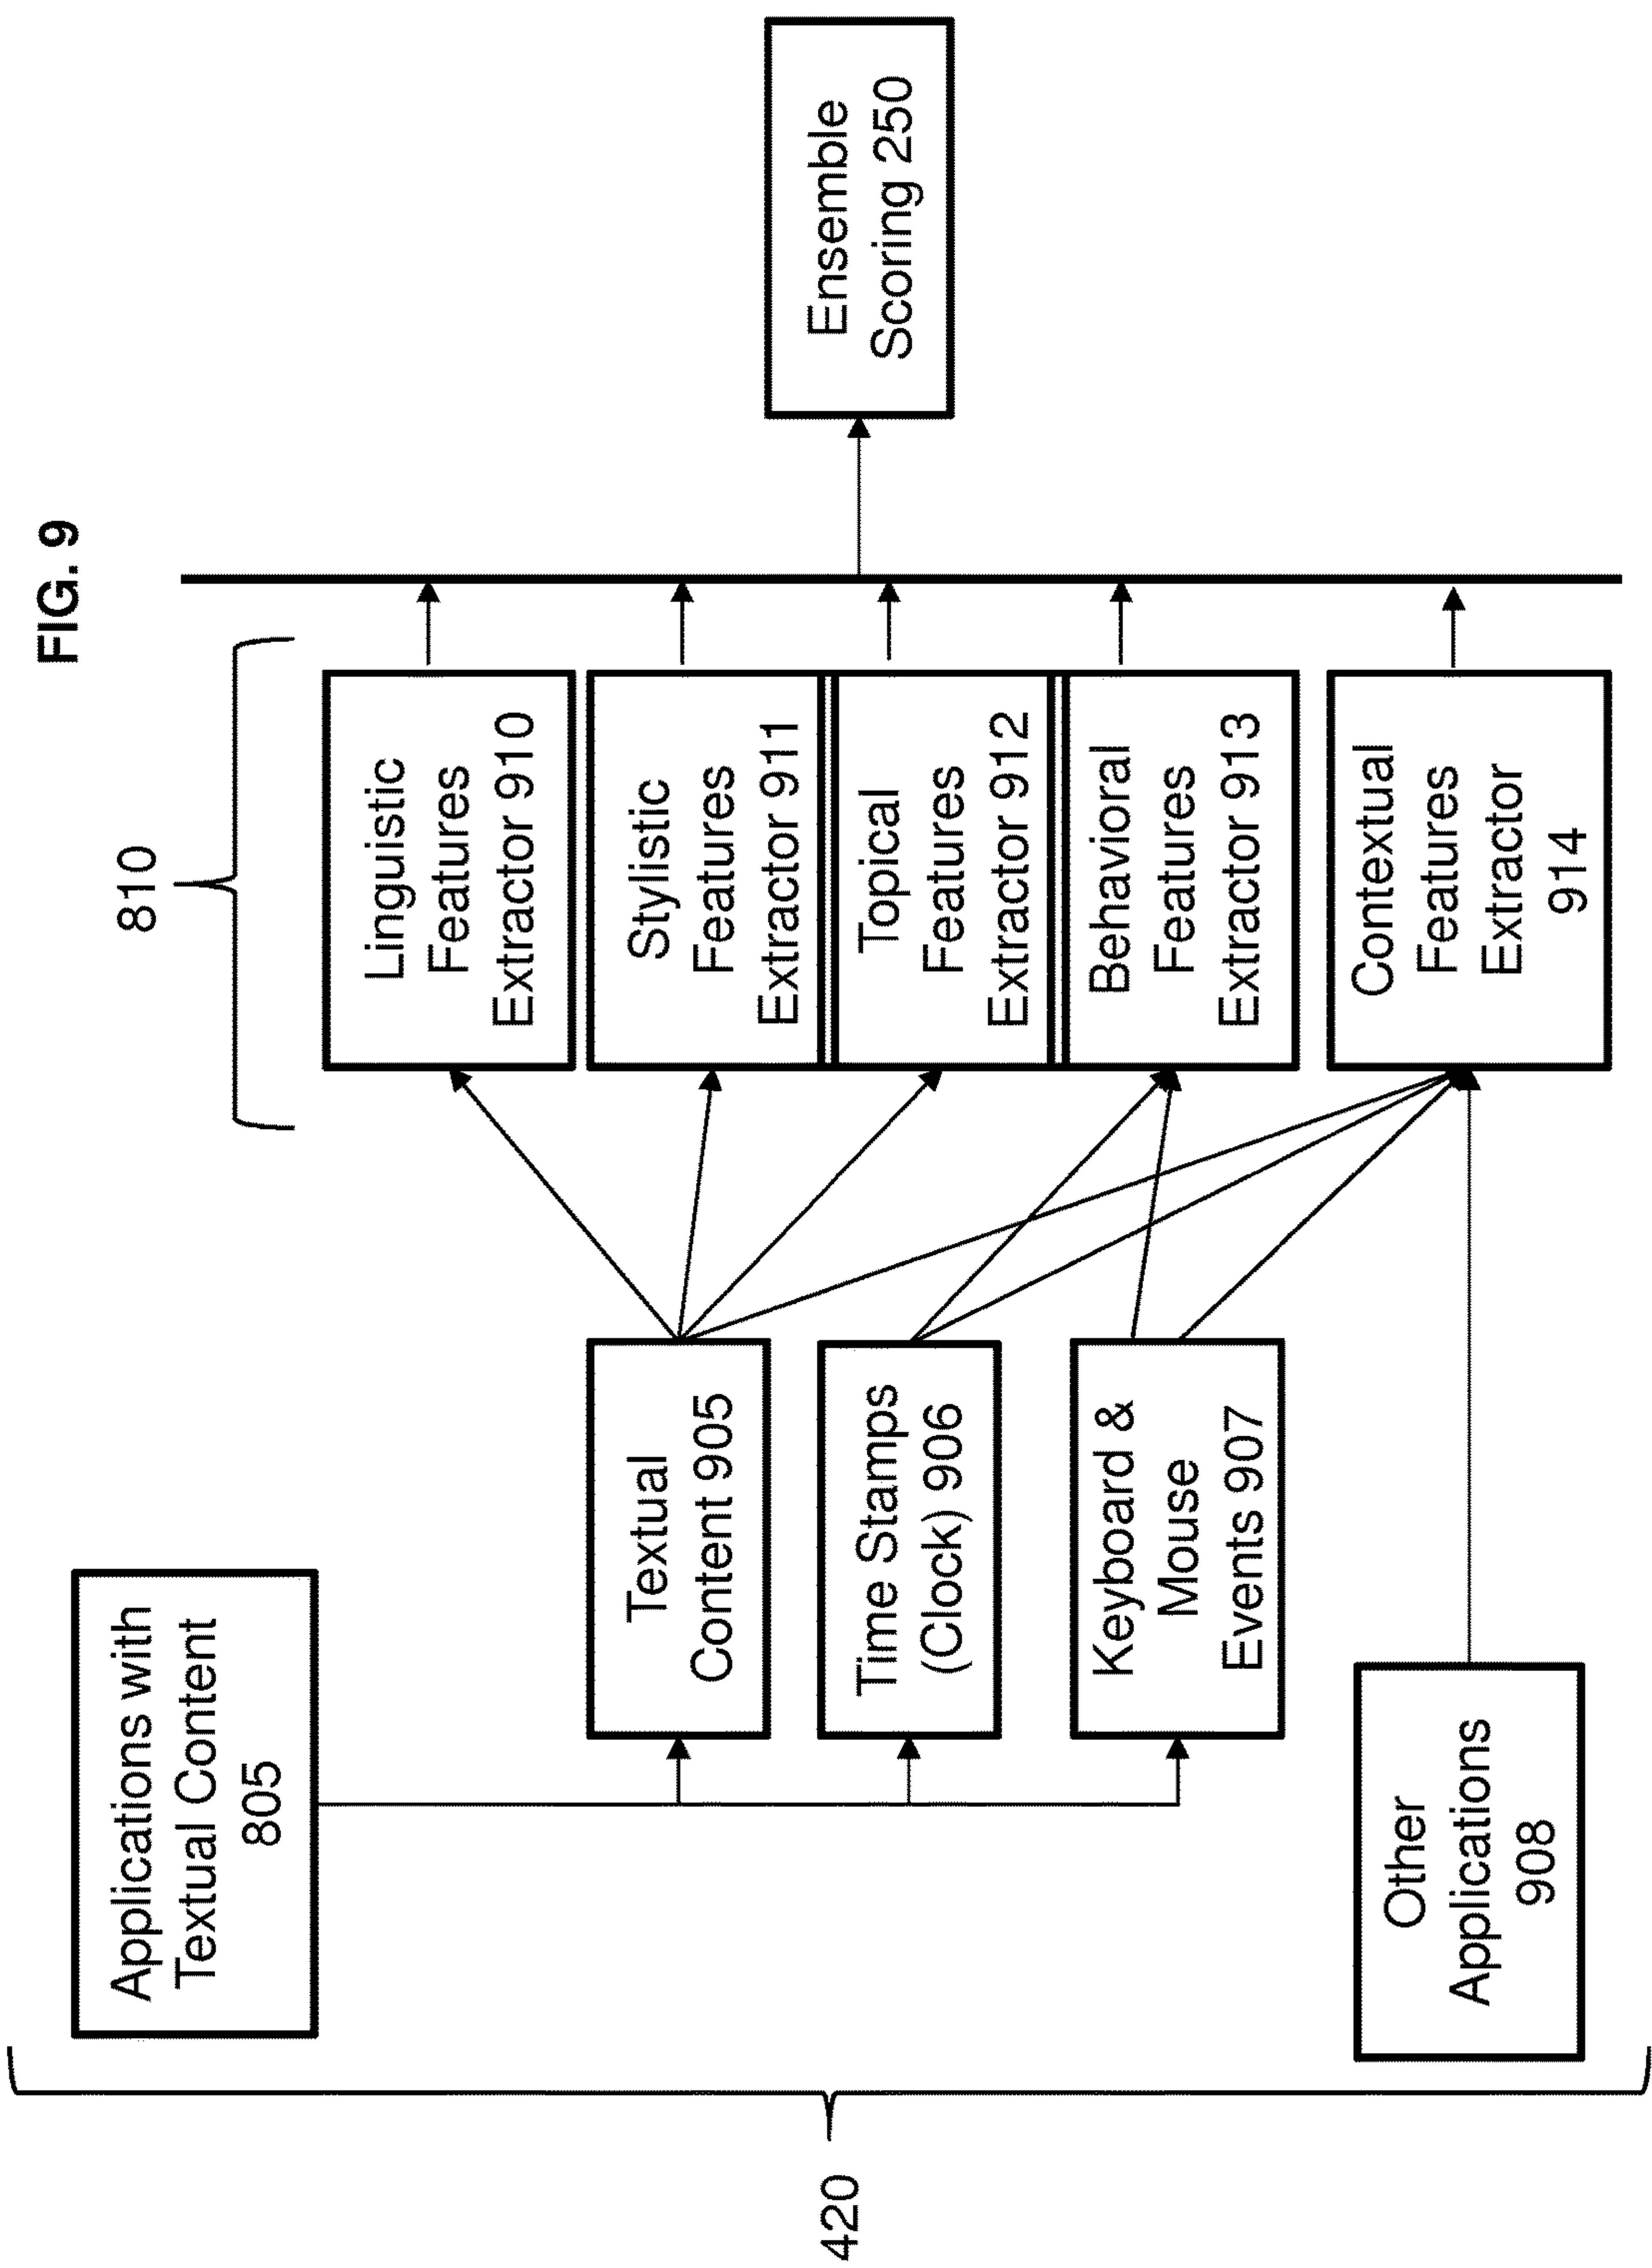 FIG. 9
810
420
Applications with
Textual Content
805
Textual
Content 905
Time Stamps
(Clock) 906
Keyboard &
Mouse
Events 907
Other
Applications
908
Linguistic
Features
Extractor 910
Stylistic
Features
Extractor 911
Topical
Features
Extractor 912
Behavioral
Features
Extractor 913
Contextual
Features
Extractor
914
Ensemble
Scoring 250